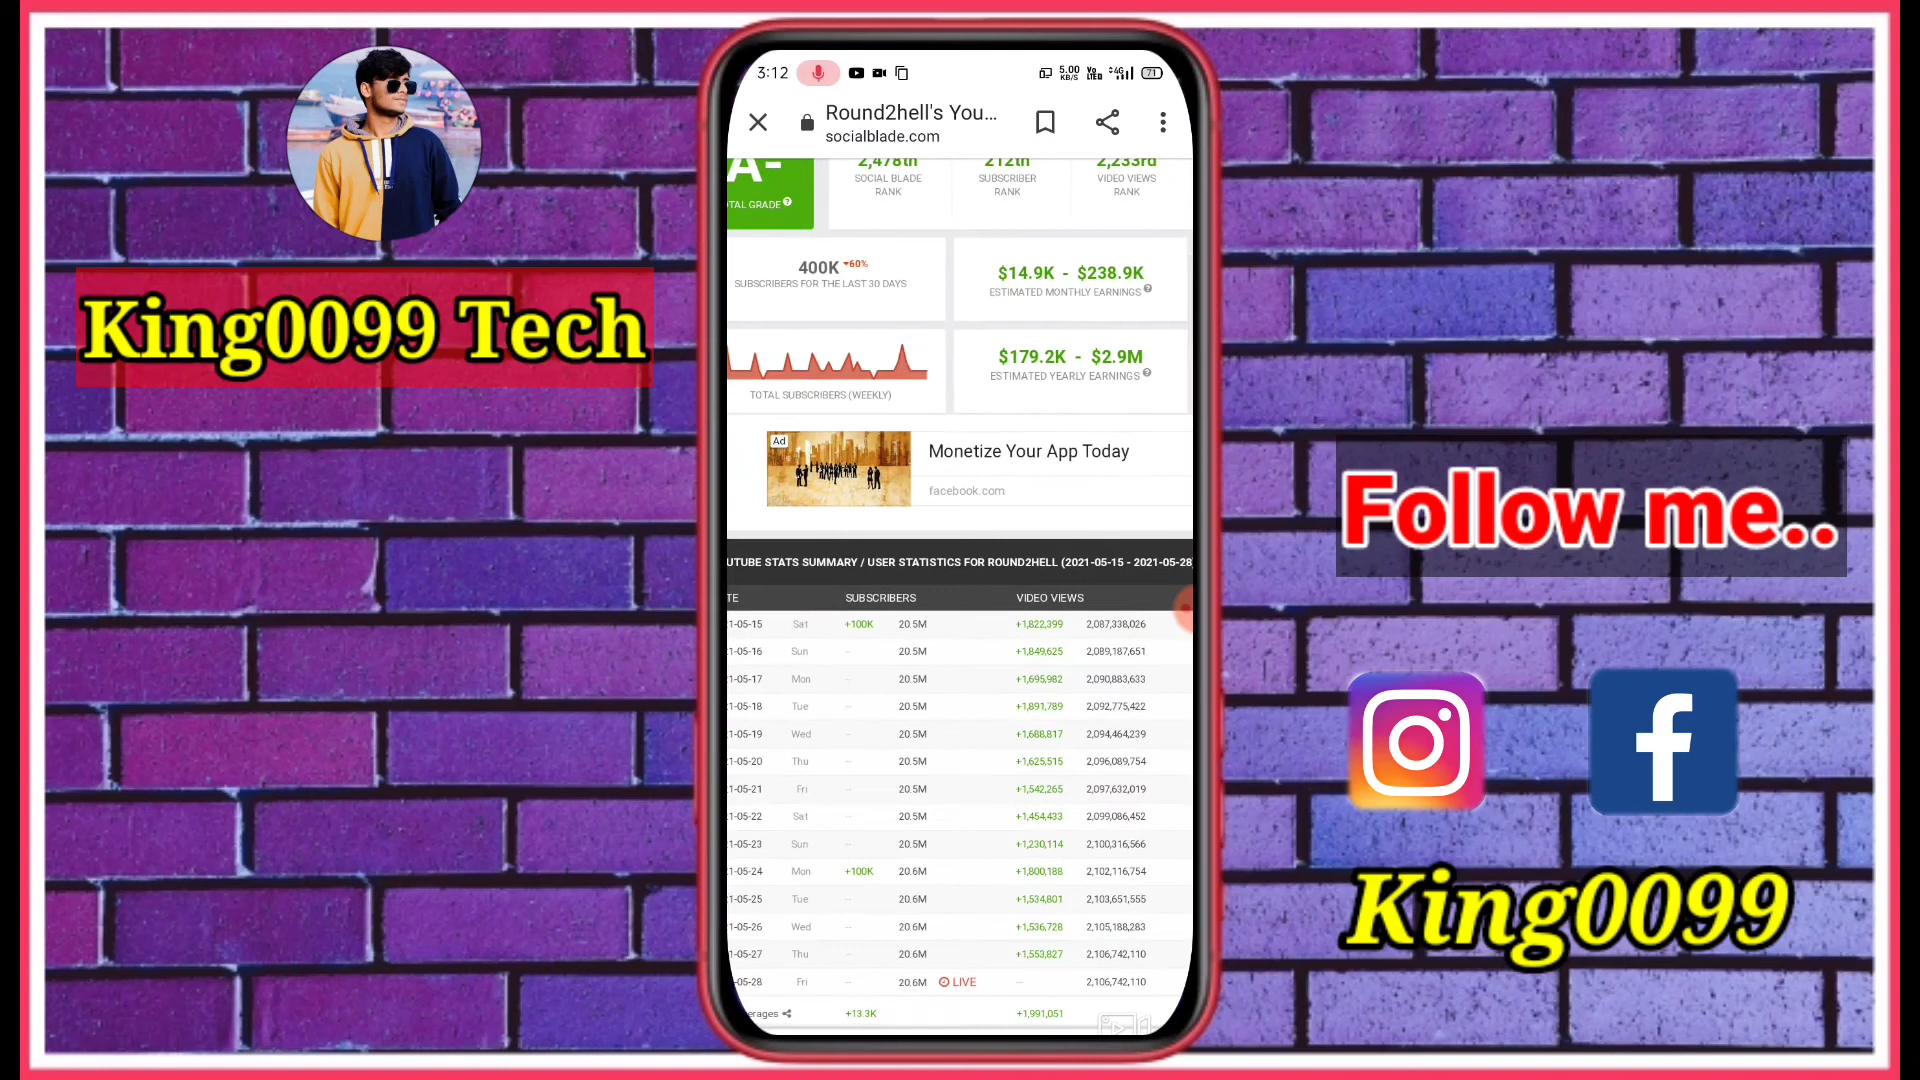 King0099 Tech
3:12
5.00 KB/S
Vo LTE
4G
71
Round2hell's You...
socialblade.com
A-
TAL GRADE
2,478th
SOCIAL BLADE
RANK
212th
SUBSCRIBER
RANK
2,233rd
VIDEO VIEWS
RANK
400K 60%
SUBSCRIBERS FOR THE LAST 30 DAYS
$14.9K - $238.9K
ESTIMATED MONTHLY EARNINGS
TOTAL SUBSCRIBERS (WEEKLY)
$179.2K - $2.9M
ESTIMATED YEARLY EARNINGS
Ad
Monetize Your App Today
facebook.com
UTUBE STATS SUMMARY / USER STATISTICS FOR ROUND2HELL (2021-05-15 - 2021-05-28)
TE SUBSCRIBERS VIDEO VIEWS
1-05-15 Sat +100K 20.5M +1,822,399 2,087,338,026
1-05-16 Sun -- 20.5M +1,849,625 2,089,187,651
1-05-17 Mon -- 20.5M +1,695,982 2,090,883,633
1-05-18 Tue -- 20.5M +1,891,789 2,092,775,422
1-05-19 Wed -- 20.5M +1,688,817 2,094,464,239
1-05-20 Thu -- 20.5M +1,625,515 2,096,089,754
1-05-21 Fri -- 20.5M +1,542,265 2,097,632,019
1-05-22 Sat -- 20.5M +1,454,433 2,099,086,452
1-05-23 Sun -- 20.5M +1,230,114 2,100,316,566
1-05-24 Mon +100K 20.6M +1,800,188 2,102,116,754
1-05-25 Tue -- 20.6M +1,534,801 2,103,651,555
1-05-26 Wed -- 20.6M +1,536,728 2,105,188,283
1-05-27 Thu -- 20.6M +1,553,827 2,106,742,110
-05-28 Fri -- 20.6M LIVE -- 2,106,742,110
erages +13.3K +1,991,051
Follow me..
King0099